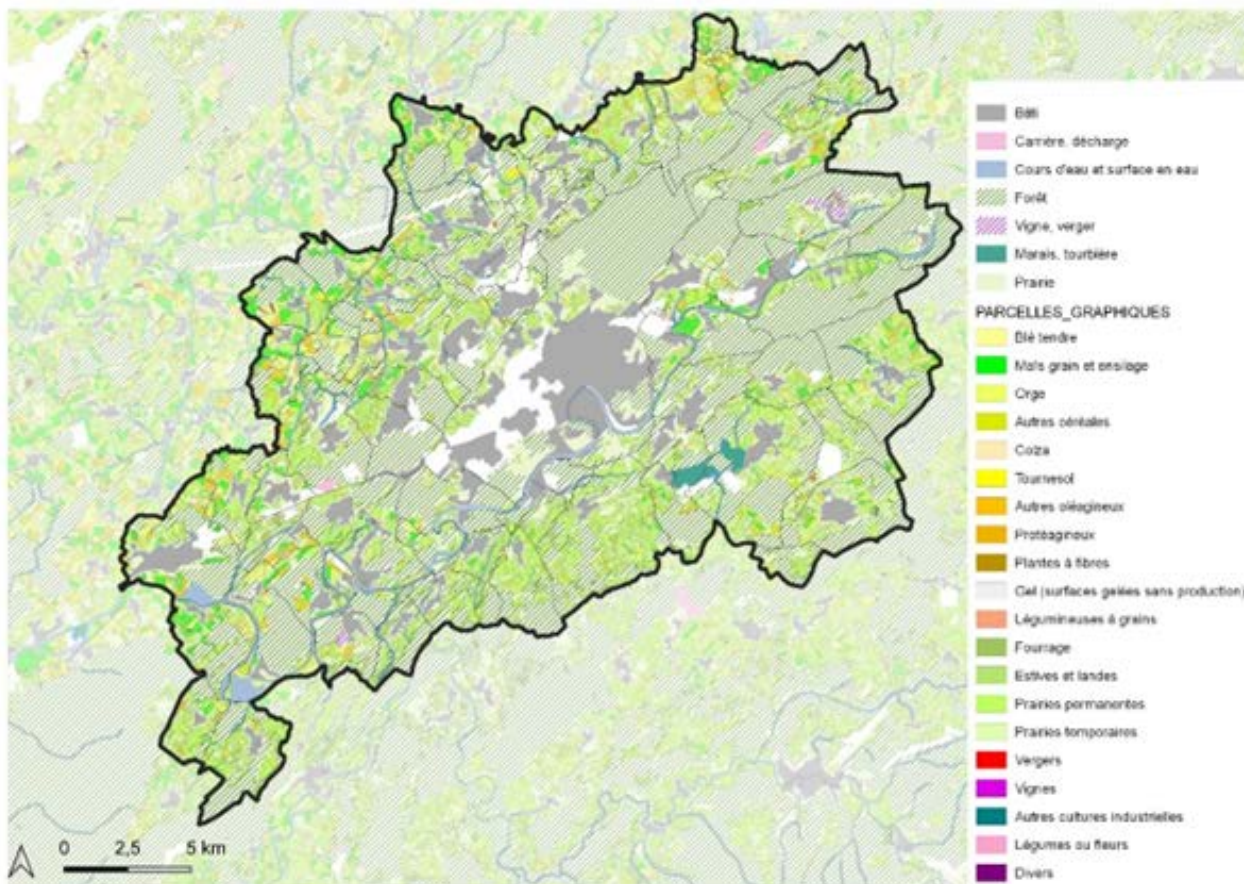 Bâti
Carrière, décharge
Cours d'eau et surface en eau
Forêt
Vigne, verger
Marais, tourbière
Prairie
PARCELLES_GRAPHIQUES
Blé tendre
Maïs grain et ensilage
Orge
Autres céréales
Colza
Tournesol
Autres oléagineux
Protéagineux
Plantes à fibres
Gel (surfaces gelées sans production)
Légumineuses à grains
Fourrage
Estives et landes
Prairies permanentes
Prairies temporaires
Vergers
Vignes
Autres cultures industrielles
Légumes ou fleurs
Divers
0 2,5 5 km